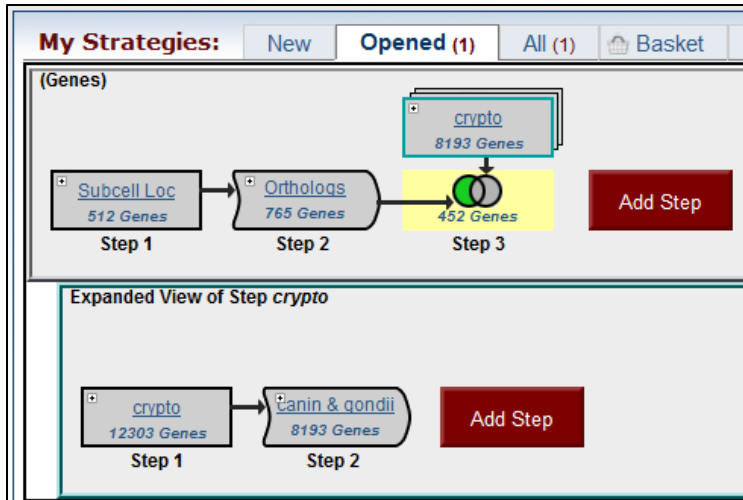 My Strategies: New Opened (1) All (1) Basket
(Genes)
crypto
8193 Genes
Subcell Loc
512 Genes
Step 1
Orthologs
765 Genes
Step 2
452 Genes
Step 3
Add Step
Expanded View of Step crypto
crypto
12303 Genes
Step 1
canin & gondii
8193 Genes
Step 2
Add Step